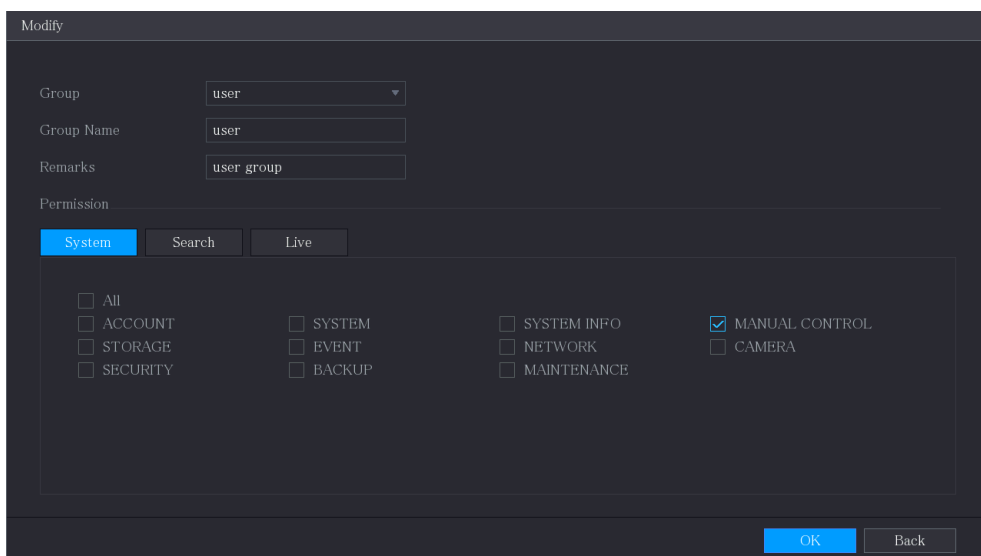 Modify
Group user
Group Name user
Remarks user group
Permission
System Search Live
All
ACCOUNT SYSTEM SYSTEM INFO MANUAL CONTROL
STORAGE EVENT NETWORK CAMERA
SECURITY BACKUP MAINTENANCE
OK Back